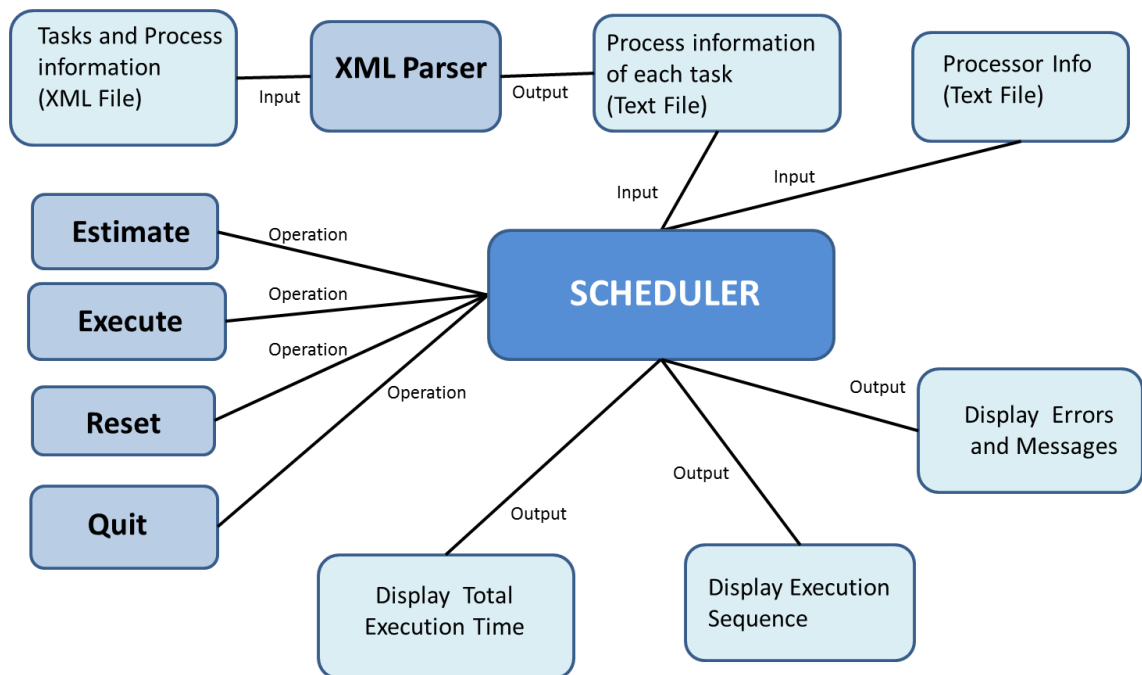 Tasks and Process
information
(XML File)
Input
XML Parser
Output
Process information
of each task
(Text File)
Processor Info
(Text File)
Input
Input
Estimate
Operation
Execute
Operation
Reset
Operation
Quit
Operation
SCHEDULER
Output
Display Errors
and Messages
Output
Display Execution
Sequence
Output
Display Total
Execution Time